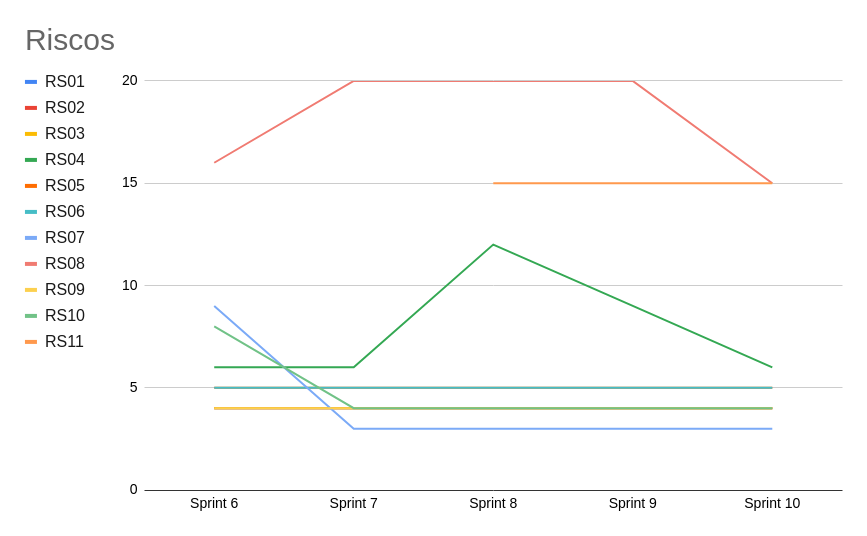 Riscos
RS01
RS02
RS03
RS04
RS05
RS06
RS07
RS08
RS09
RS10
RS11
20
15
10
5
0
Sprint 6 Sprint 7 Sprint 8 Sprint 9 Sprint 10